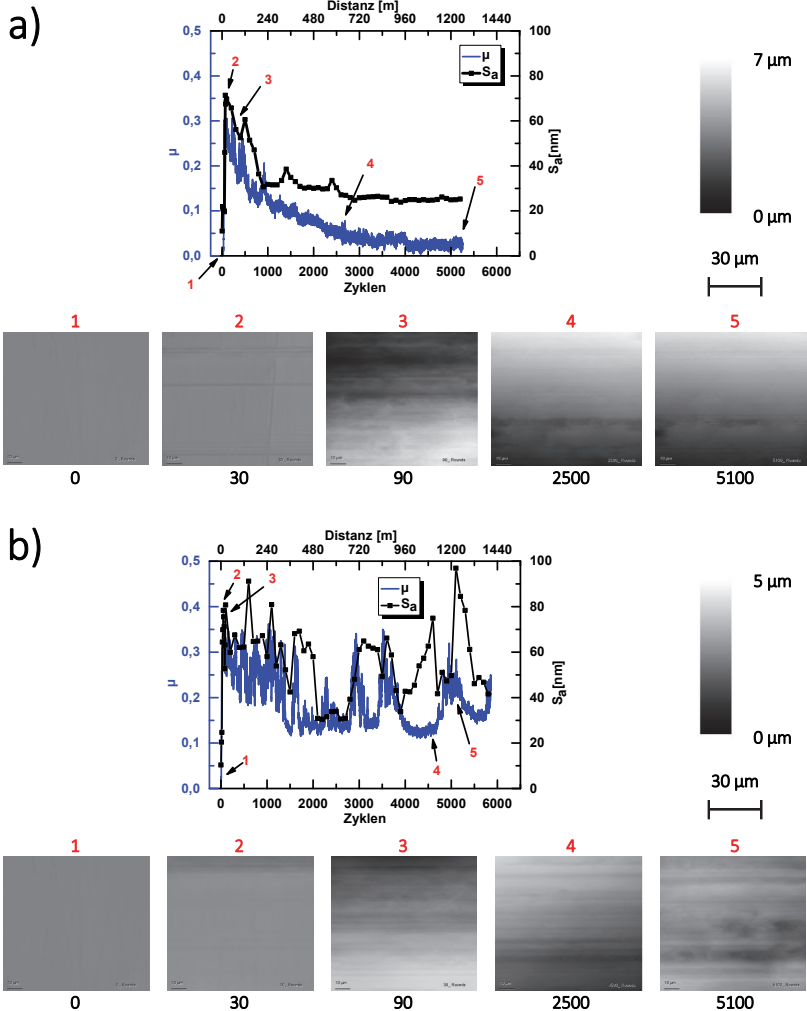 a)
Distanz [m]
0 240 480 720 960 1200 1440
0,5
0,4
0,3
0,2
0,1
0,0
µ
100
80
60
40
20
0
Sa[nm]
µ
Sa
2
3
4
5
1
0 1000 2000 3000 4000 5000 6000
Zyklen
7 µm
0 µm
30 µm
1 2 3 4 5
0 30 90 2500 5100
b)
Distanz [m]
0 240 480 720 960 1200 1440
0,5
0,4
0,3
0,2
0,1
0,0
µ
100
80
60
40
20
0
Sa[nm]
µ
Sa
2
3
1
4
5
0 1000 2000 3000 4000 5000 6000
Zyklen
5 µm
0 µm
30 µm
1 2 3 4 5
0 30 90 2500 5100